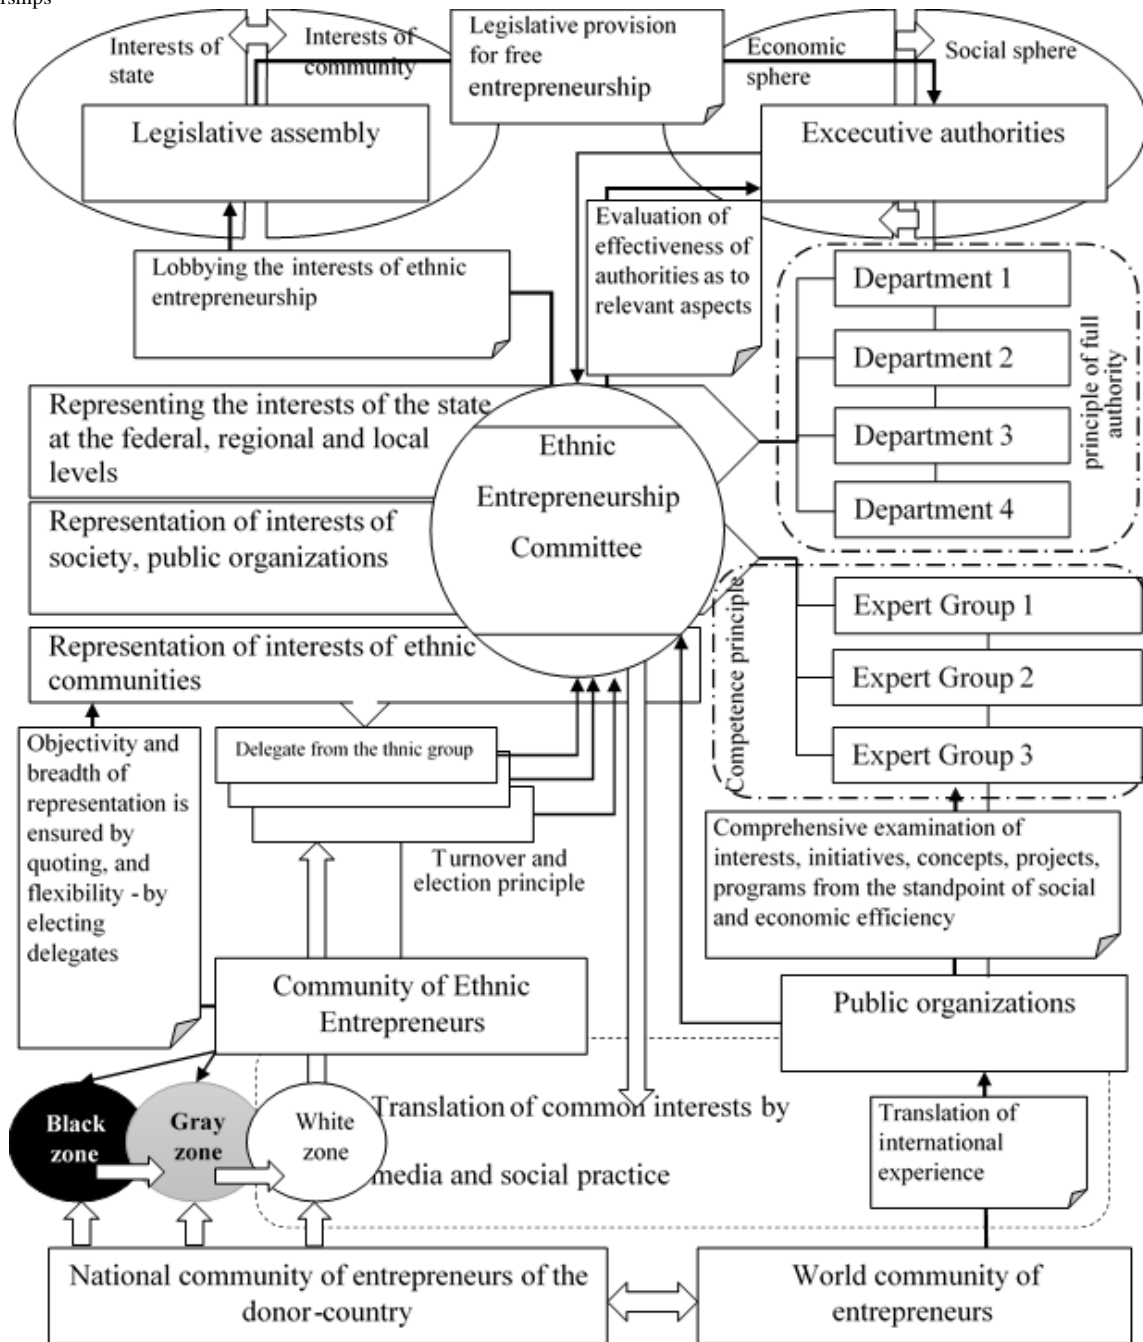 erships
Interests of
state
Interests of
community
Legislative provision
for free
entrepreneurship
Economic
sphere
Social sphere
Legislative assembly
Excecutive authorities
Lobbying the interests of ethnic
entrepreneurship
Evaluation of
effectiveness of
authorities as to
relevant aspects
Department 1
Department 2
Department 3
Department 4
principle of full
authority
Representing the interests of the state
at the federal, regional and local
levels
Representation of interests of
society, public organizations
Representation of interests of ethnic
communities
Ethnic
Entrepreneurship
Committee
Competence principle
Expert Group 1
Expert Group 2
Expert Group 3
Objectivity and
breadth of
representation is
ensured by
quoting, and
flexibility - by
electing
delegates
Delegate from the thnic group
Turnover and
election principle
Comprehensive examination of
interests, initiatives, concepts, projects,
programs from the standpoint of social
and economic efficiency
Community of Ethnic
Entrepreneurs
Public organizations
Black
zone
Gray
zone
White
zone
Translation of common interests by
media and social practice
Translation of
international
experience
National community of entrepreneurs of the
donor-country
World community of
entrepreneurs